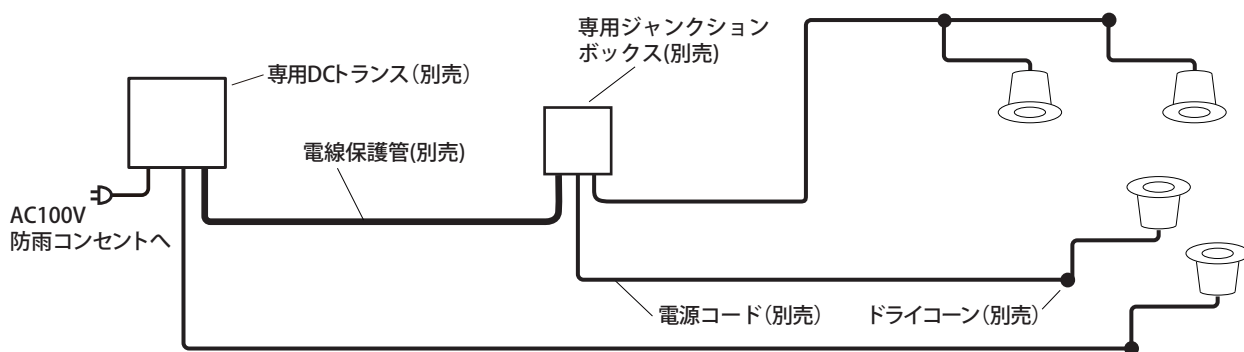 専用ジャンクション
ボックス(別売)
専用DCトランス（別売）
電線保護管(別売)
AC100V
防雨コンセントへ
電源コード（別売）
ドライコーン（別売）